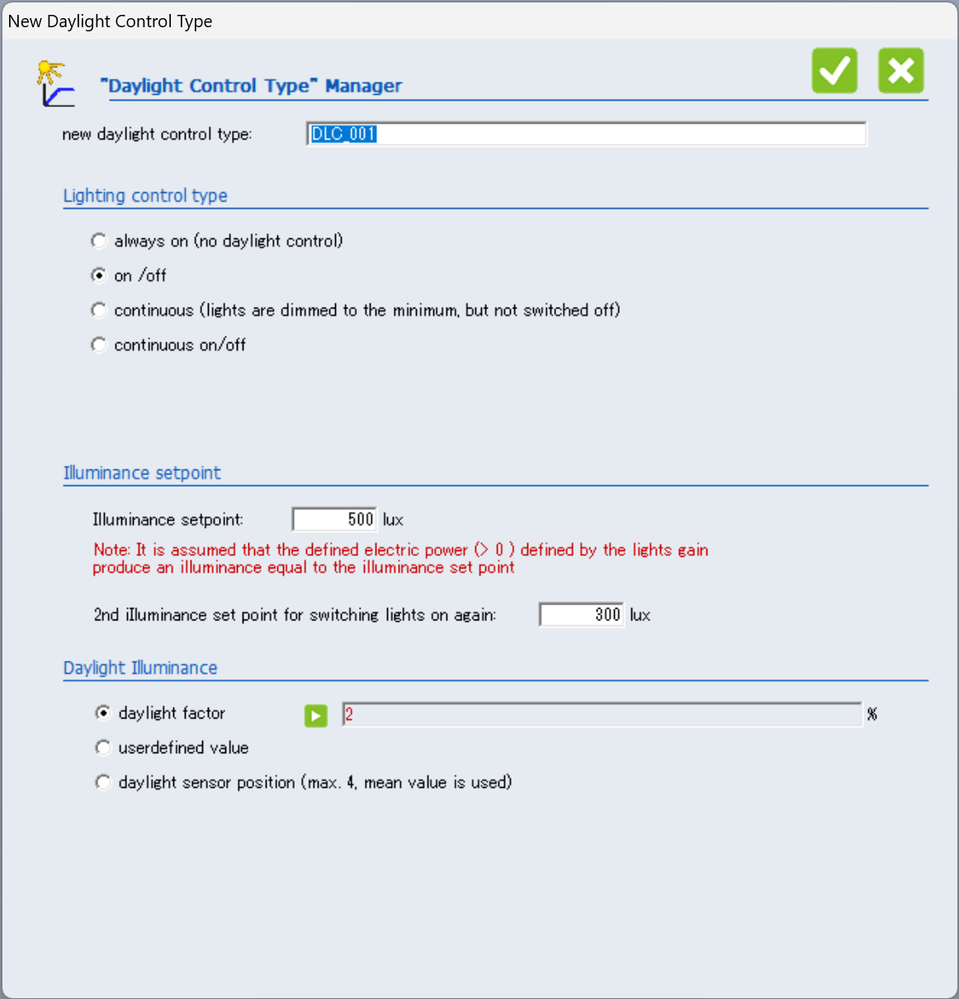 New Daylight Control Type
"Daylight Control Type" Manager
new daylight control type: DLC_001
Lighting control type
always on (no daylight control)
on /off
continuous (lights are dimmed to the minimum, but not switched off)
continuous on/off
Illuminance setpoint
Illuminance setpoint: 500 lux
Note: It is assumed that the defined electric power (> 0 ) defined by the lights gain
produce an illuminance equal to the illuminance set point
2nd iIluminance set point for switching lights on again: 300 lux
Daylight Illuminance
daylight factor 2 %
userdefined value
daylight sensor position (max. 4, mean value is used)